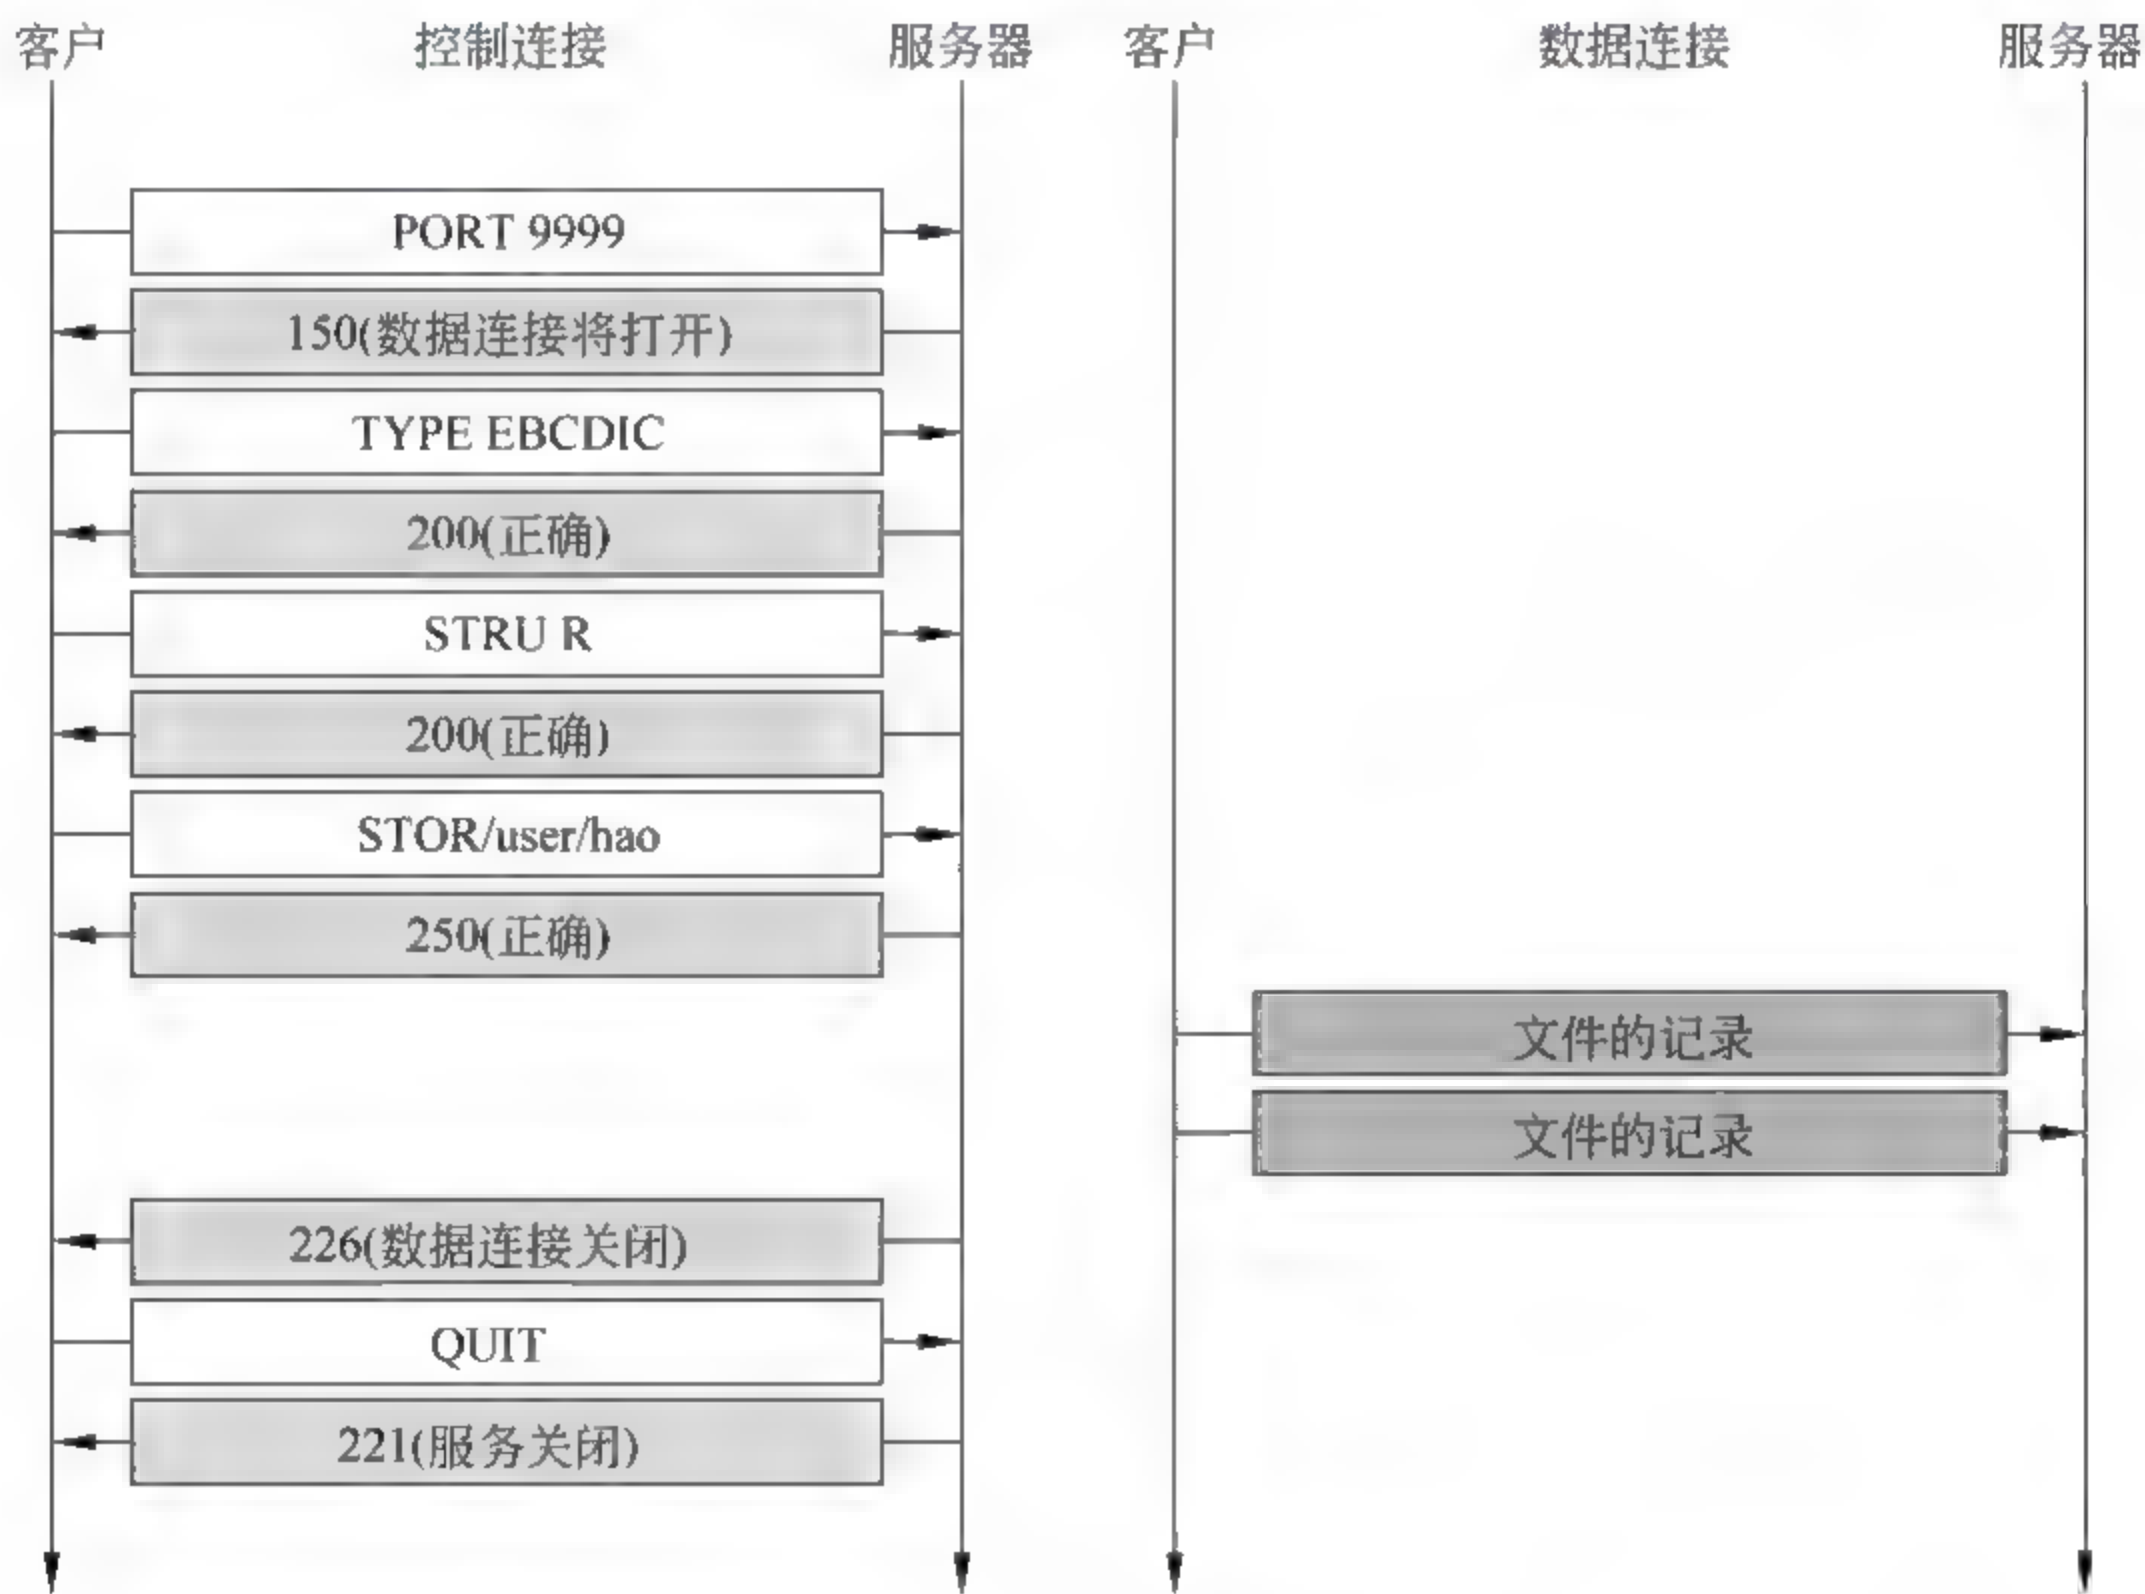 客户 控制连接 服务器 客户 数据连接 服务器
PORT 9999
150(数据连接将打开)
TYPE EBCDIC
200(正确)
STRU R
200(正确)
STOR/user/hao
250(正确)
文件的记录
文件的记录
226(数据连接关闭)
QUIT
221(服务关闭)